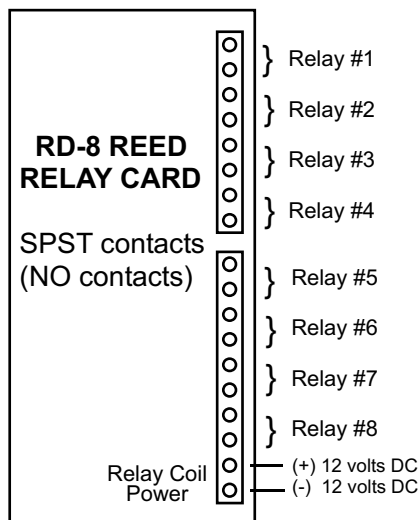 RD-8 REED
RELAY CARD
SPST contacts
(NO contacts)
Relay Coil
Power
} Relay #1
} Relay #2
} Relay #3
} Relay #4
} Relay #5
} Relay #6
} Relay #7
} Relay #8
(+) 12 volts DC
(-) 12 volts DC